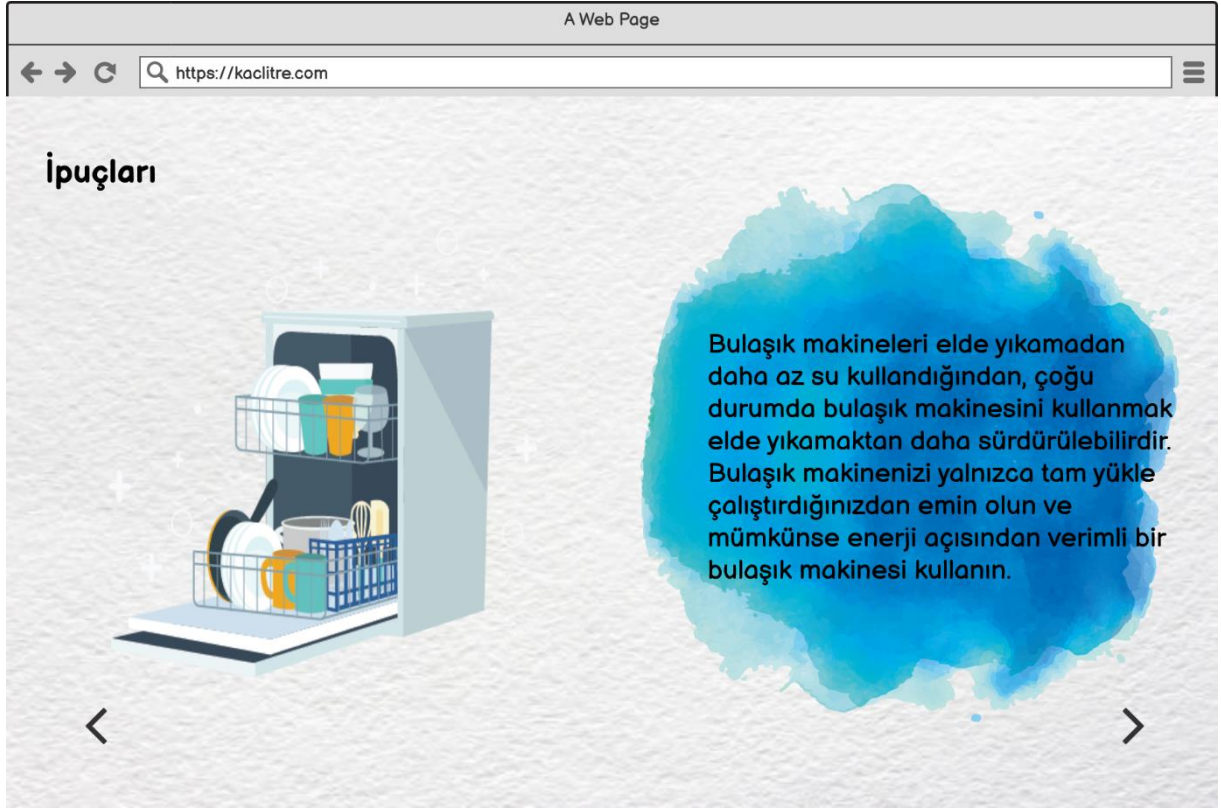 A Web Page
https://kaclitre.com
İpuçları
Bulaşık makineleri elde yıkamadan
daha az su kullandığından, çoğu
durumda bulaşık makinesini kullanmak
elde yıkamaktan daha sürdürülebilirdir.
Bulaşık makinenizi yalnızca tam yükle
çalıştırdığınızdan emin olun ve
mümkünse enerji açısından verimli bir
bulaşık makinesi kullanın.